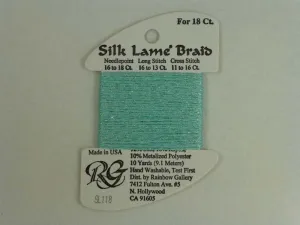 For 18 Ct.
Silk Lamé Braid
Needlepoint Long Stitch Cross Stitch
16 to 18 Ct. 16 to 13 Ct. 11 to 16 Ct.
Made in USA
RG
SL118
10% Metalized Polyester
10 Yards (9.1 Meters)
Hand Washable, Test First
Dist. by Rainbow Gallery
7412 Fulton Ave. #5
N. Hollywood
CA 91605